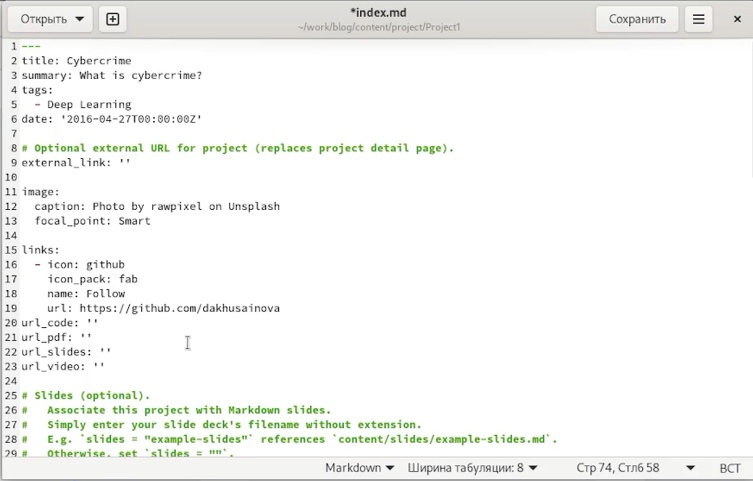 Открыть
*index.md
~/work/blog/content/project/Project1
Сохранить
1 ---
2 title: Cybercrime
3 summary: What is cybercrime?
4 tags:
5   - Deep Learning
6 date: '2016-04-27T00:00:00Z'
7
8 # Optional external URL for project (replaces project detail page).
9 external_link: ''
10
11 image:
12   caption: Photo by rawpixel on Unsplash
13   focal_point: Smart
14
15 links:
16   - icon: github
17     icon_pack: fab
18     name: Follow
19     url: https://github.com/dakhusainova
20 url_code: ''
21 url_pdf: ''
22 url_slides: ''
23 url_video: ''
24
25 # Slides (optional).
26 #   Associate this project with Markdown slides.
27 #   Simply enter your slide deck's filename without extension.
28 #   E.g. `slides = "example-slides"` references `content/slides/example-slides.md`.
29 #   Otherwise, set `slides = ""`.
Markdown Ширина табуляции: 8 Стр 74, Стлб 58 ВСТ